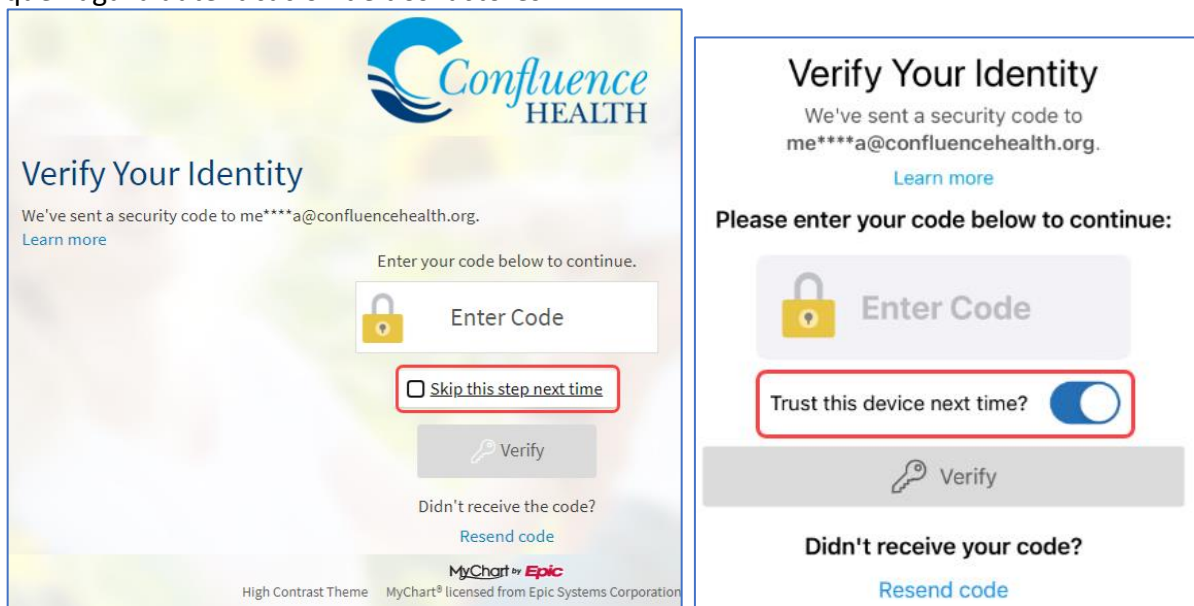 Confluence
HEALTH
Verify Your Identity
We've sent a security code to me****a@confluencehealth.org.
Learn more
Enter your code below to continue.
Enter Code
Skip this step next time
Verify
Didn't receive the code?
Resend code
MyChart by Epic
High Contrast Theme MyChart® licensed from Epic Systems Corporation
Verify Your Identity
We've sent a security code to
me****a@confluencehealth.org.
Learn more
Please enter your code below to continue:
Enter Code
Trust this device next time?
Verify
Didn't receive your code?
Resend code